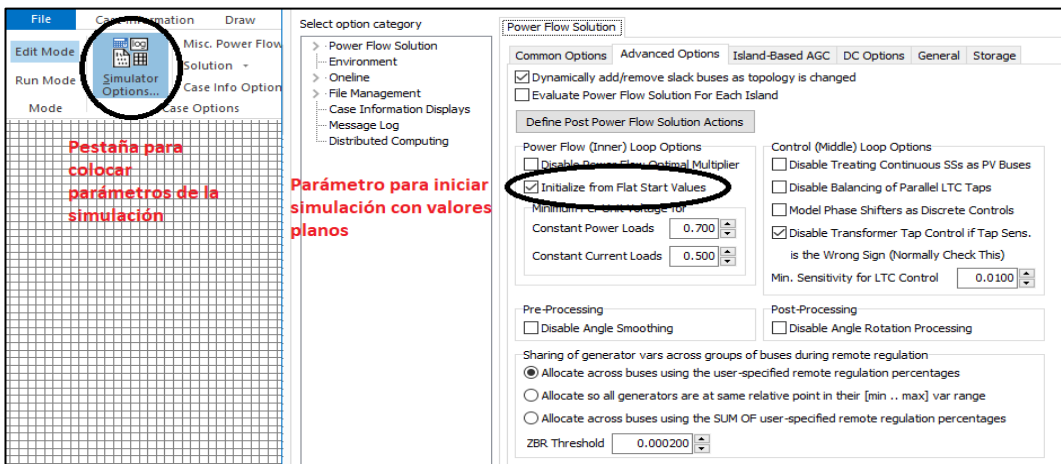 File
Case Information
Draw
Edit Mode
Run Mode
Mode
log
Simulator
Options...
Misc. Power Flow
Solution
Case Info Option
Case Options
Pestaña para
colocar
parámetros de la
simulación
Select option category
Power Flow Solution
Environment
Oneline
File Management
Case Information Displays
Message Log
Distributed Computing
Parámetro para iniciar
simulación con valores
planos
Power Flow Solution
Common Options
Advanced Options
Island-Based AGC
DC Options
General
Storage
Dynamically add/remove slack buses as topology is changed
Evaluate Power Flow Solution For Each Island
Define Post Power Flow Solution Actions
Power Flow (Inner) Loop Options
Disable Power Flow Optimal Multiplier
Initialize from Flat Start Values
Minimum Per Unit Voltage for
Constant Power Loads 0.700
Constant Current Loads 0.500
Control (Middle) Loop Options
Disable Treating Continuous SSs as PV Buses
Disable Balancing of Parallel LTC Taps
Model Phase Shifters as Discrete Controls
Disable Transformer Tap Control if Tap Sens.
is the Wrong Sign (Normally Check This)
Min. Sensitivity for LTC Control 0.0100
Pre-Processing
Disable Angle Smoothing
Post-Processing
Disable Angle Rotation Processing
Sharing of generator vars across groups of buses during remote regulation
Allocate across buses using the user-specified remote regulation percentages
Allocate so all generators are at same relative point in their [min .. max] var range
Allocate across buses using the SUM OF user-specified remote regulation percentages
ZBR Threshold 0.000200